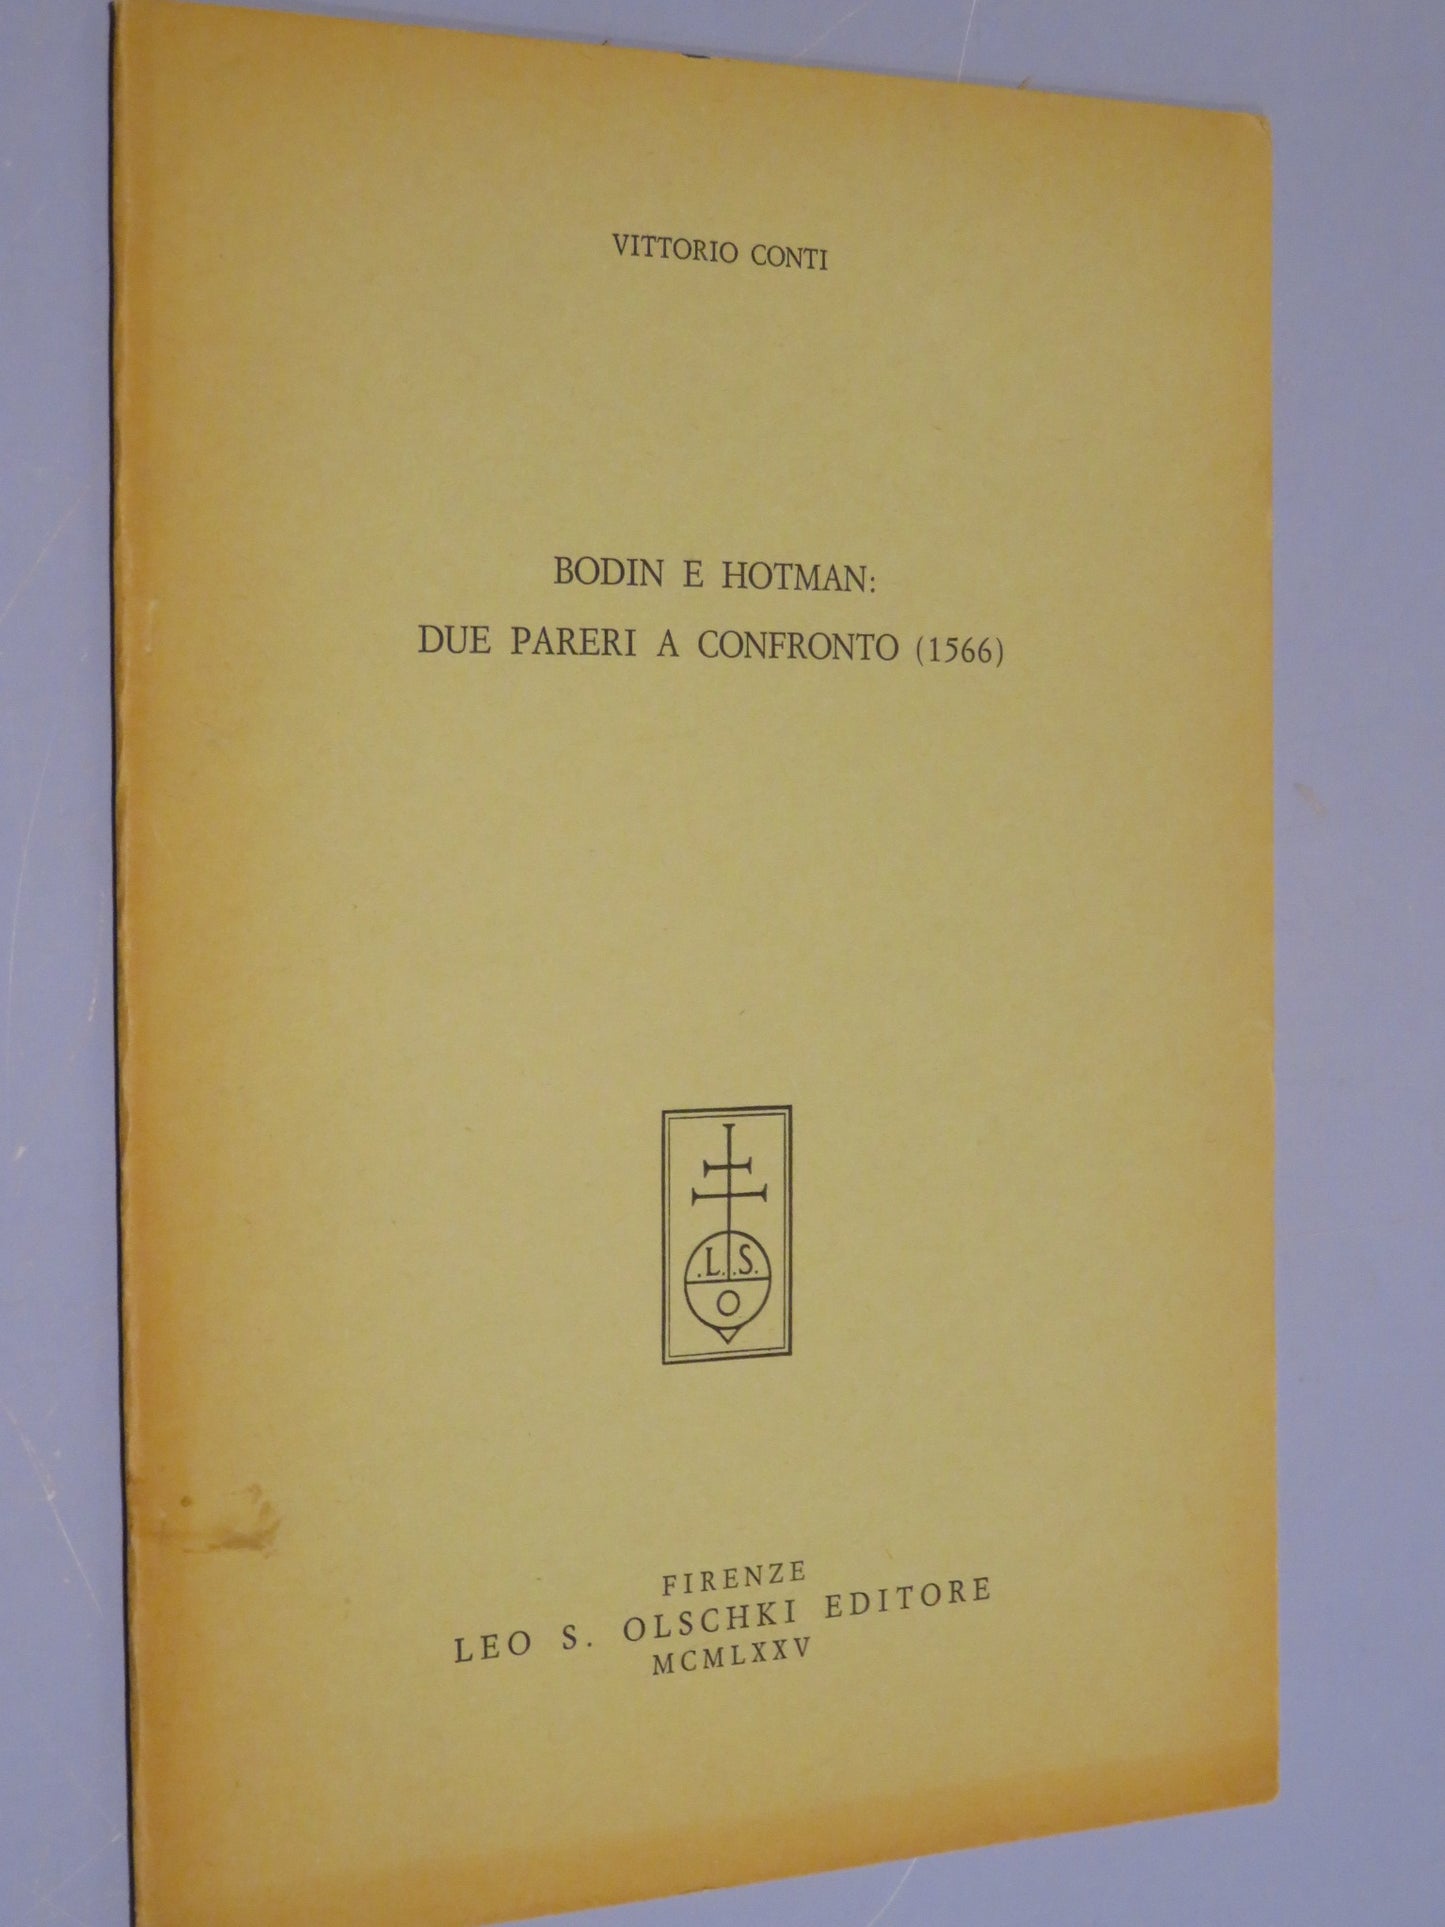 VITTORIO CONTI
BODIN E HOTMAN:
DUE PARERI A CONFRONTO (1566)
.L. .S.
O
FIRENZE
LEO S. OLSCHKI EDITORE
MCMLXXV